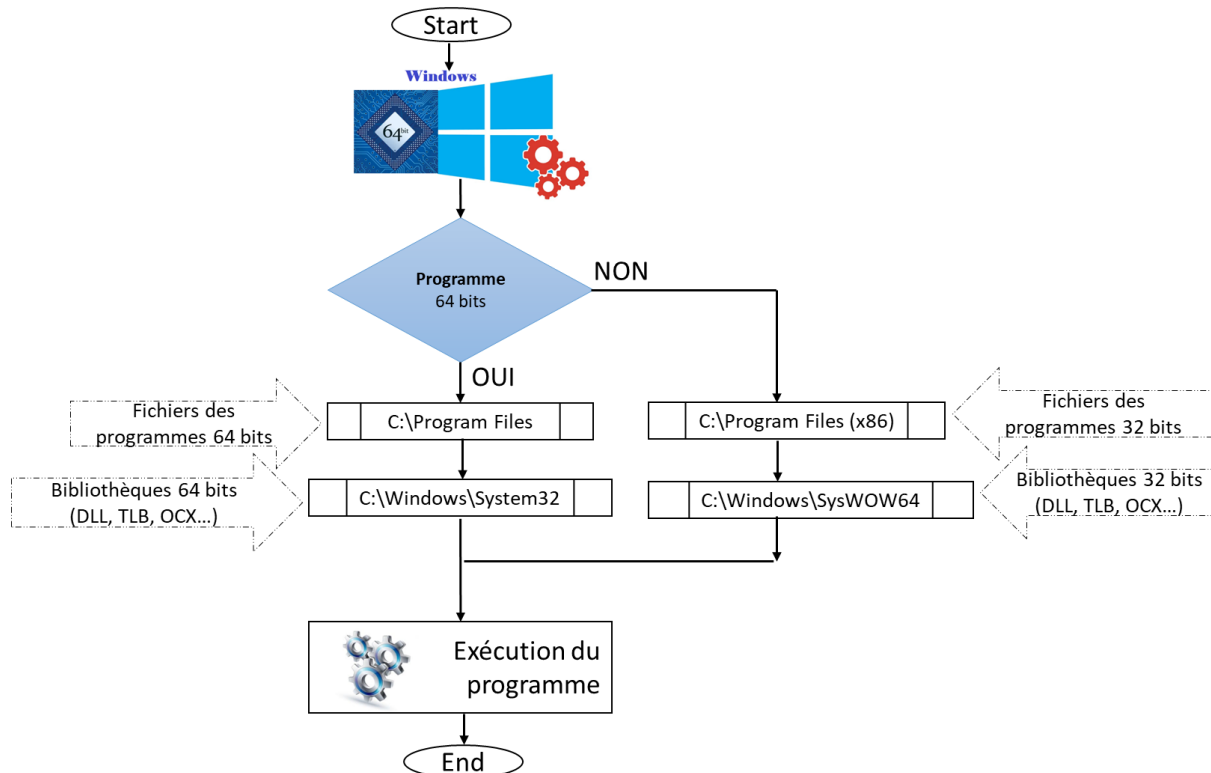 Start
Windows
64bit
Programme
64 bits
NON
OUI
Fichiers des
programmes 64 bits
C:\Program Files
C:\Program Files (x86)
Fichiers des
programmes 32 bits
Bibliothèques 64 bits
(DLL, TLB, OCX...)
C:\Windows\System32
C:\Windows\SysWOW64
Bibliothèques 32 bits
(DLL, TLB, OCX...)
Exécution du
programme
End